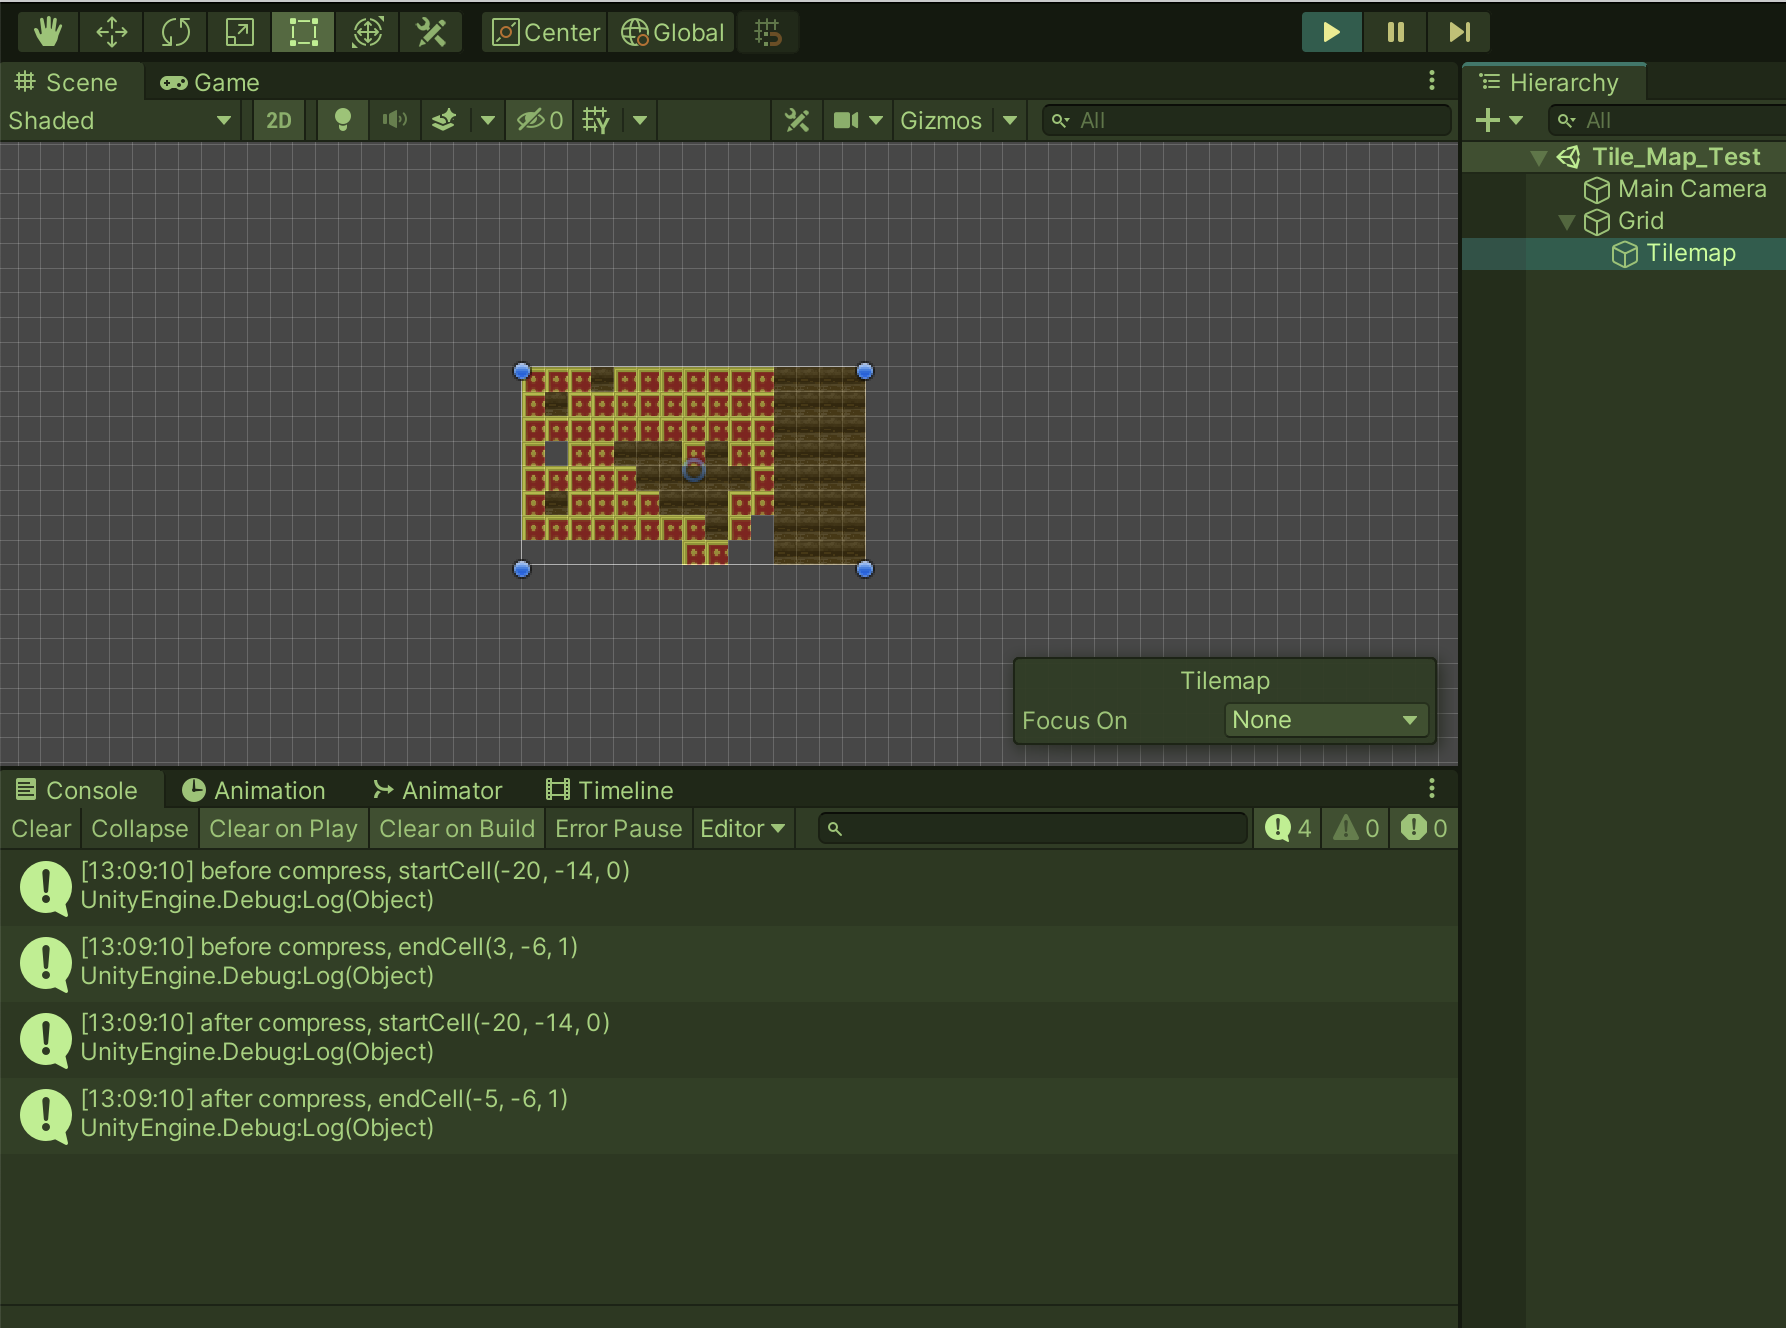 Center
Global
Scene
Game
Hierarchy
Shaded
2D
0
Gizmos
All
All
Tile_Map_Test
Main Camera
Grid
Tilemap
Tilemap
Focus On
None
Console
Animation
Animator
Timeline
Clear
Collapse
Clear on Play
Clear on Build
Error Pause
Editor
4
0
0
[13:09:10] before compress, startCell(-20, -14, 0)
UnityEngine.Debug:Log(Object)
[13:09:10] before compress, endCell(3, -6, 1)
UnityEngine.Debug:Log(Object)
[13:09:10] after compress, startCell(-20, -14, 0)
UnityEngine.Debug:Log(Object)
[13:09:10] after compress, endCell(-5, -6, 1)
UnityEngine.Debug:Log(Object)